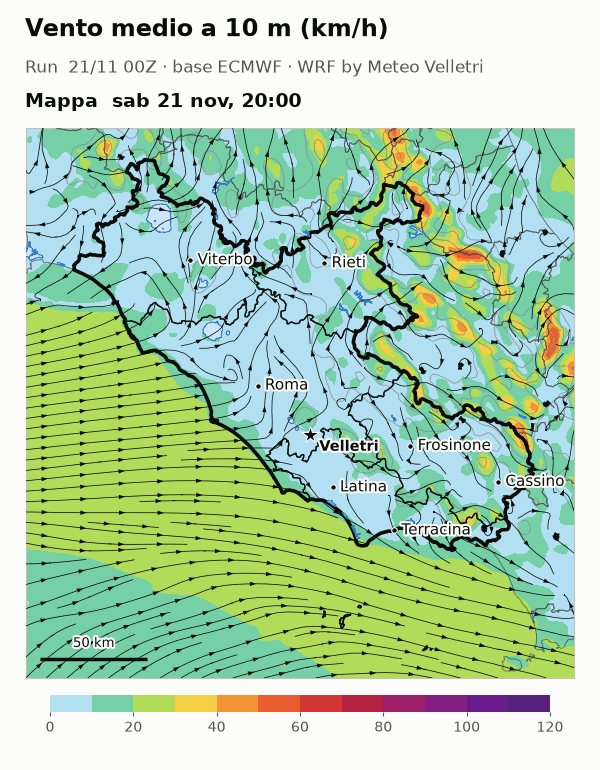 Vento medio a 10 m (km/h)
Run  21/11 00Z · base ECMWF · WRF by Meteo Velletri
Mappa  sab 21 nov, 20:00
Viterbo
Rieti
Roma
Velletri
Frosinone
Cassino
Latina
Terracina
50 km
0 20 40 60 80 100 120